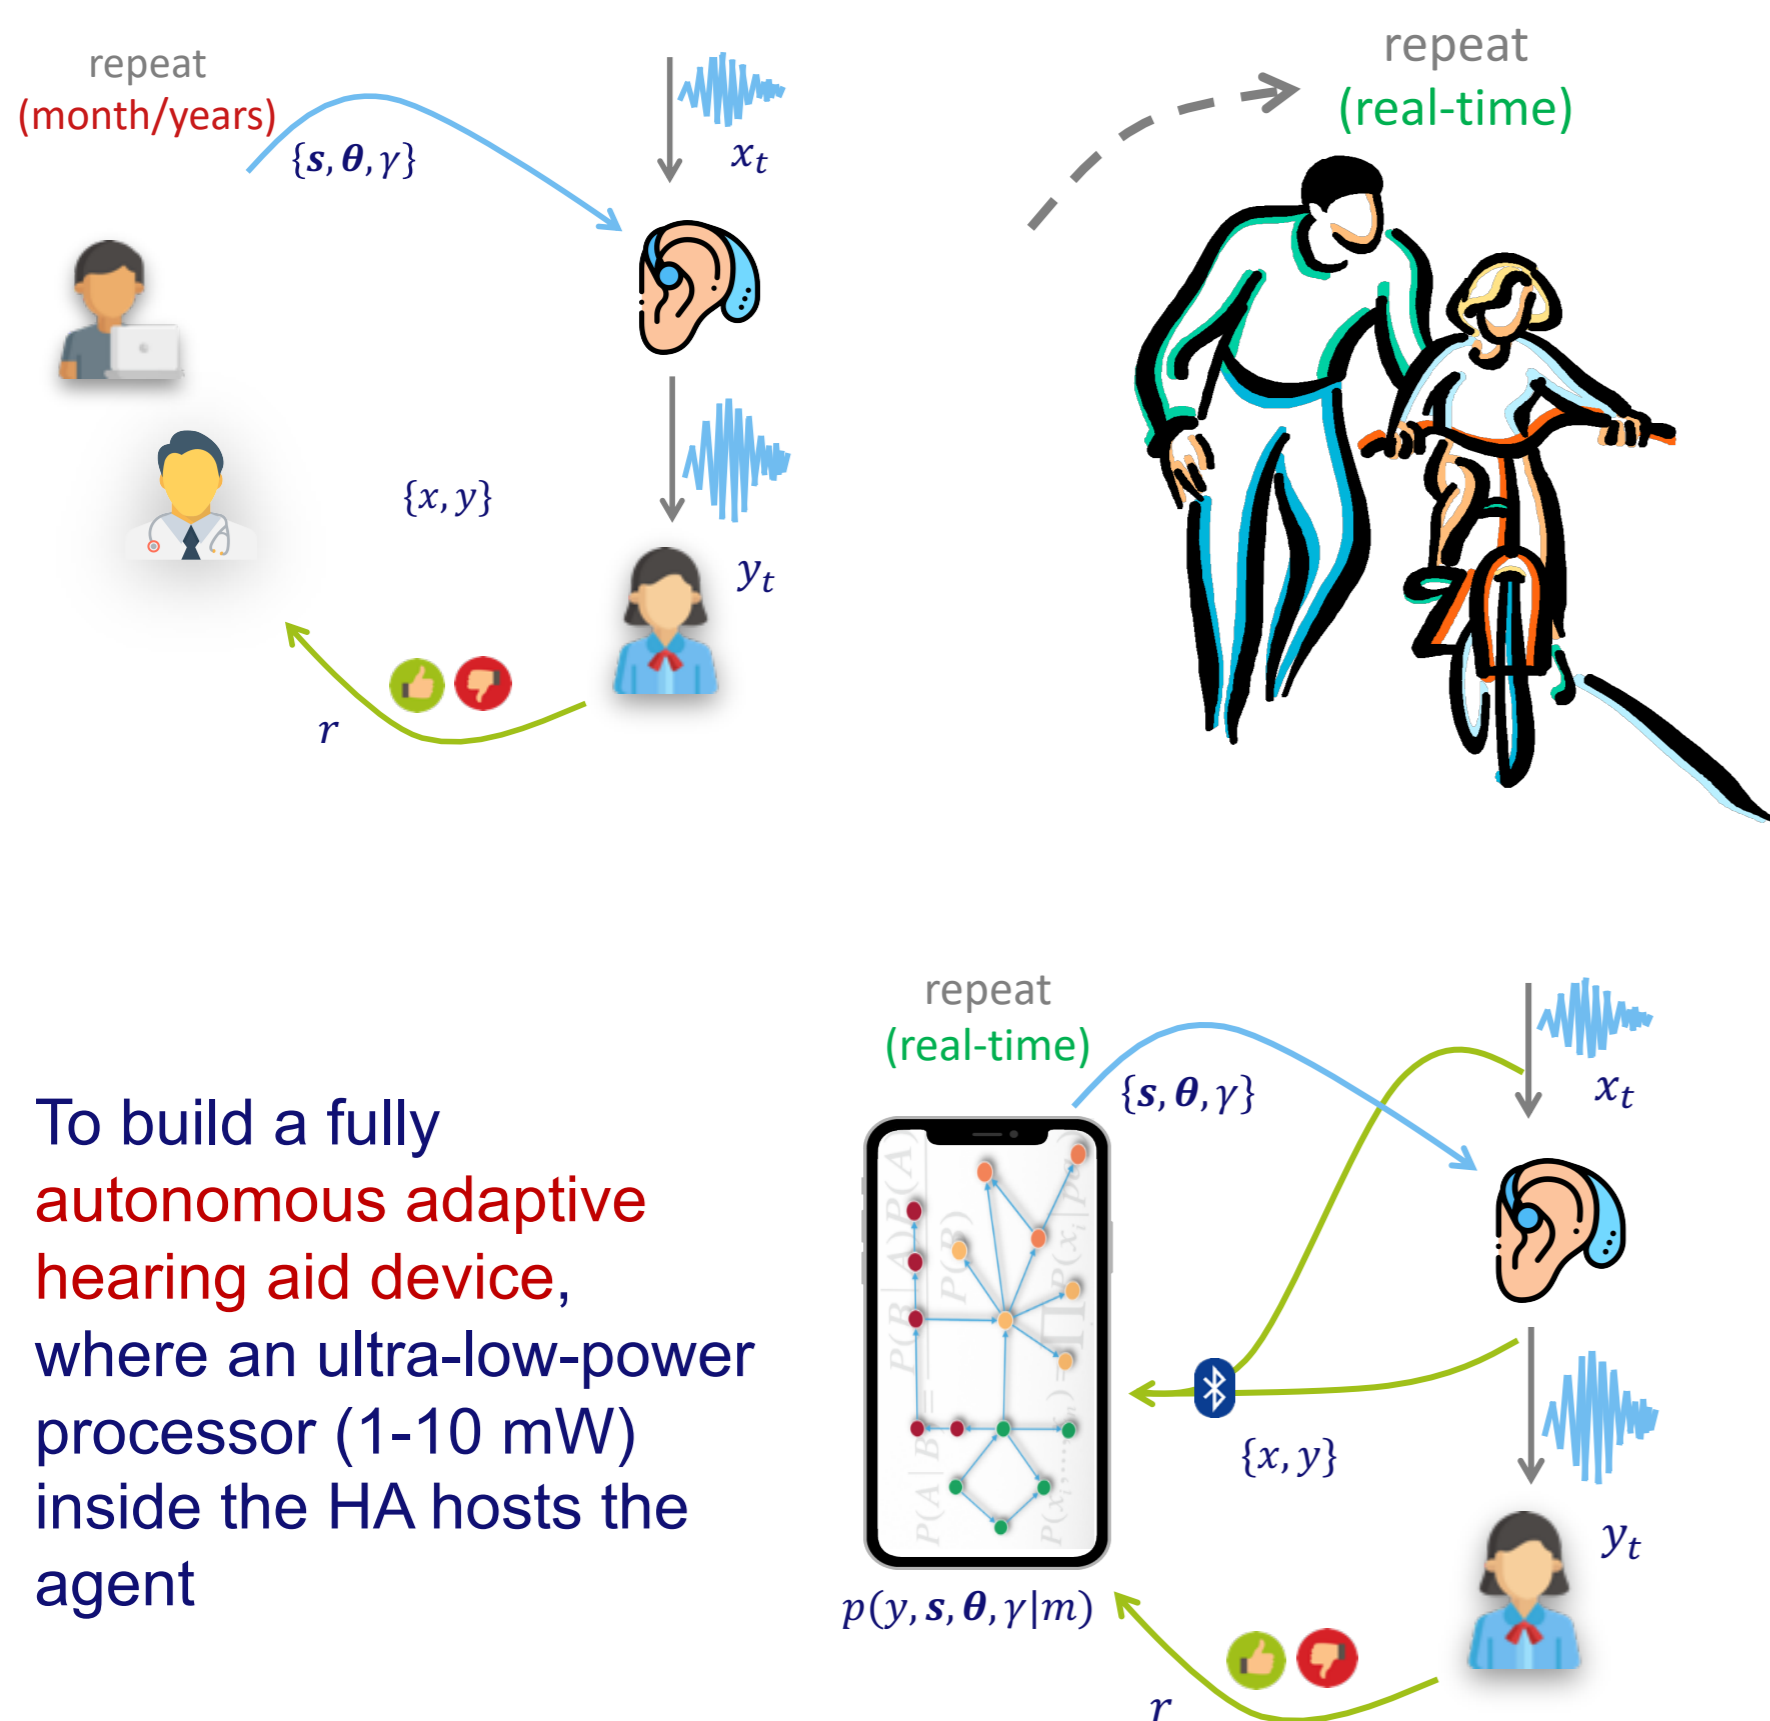 repeat
(month/years)
{s, θ, γ}
x_t
{x, y}
y_t
r
repeat
(real-time)
To build a fully
autonomous adaptive
hearing aid device,
where an ultra-low-power
processor (1-10 mW)
inside the HA hosts the
agent
repeat
(real-time)
{s, θ, γ}
x_t
{x, y}
y_t
p(y, s, θ, γ|m)
r